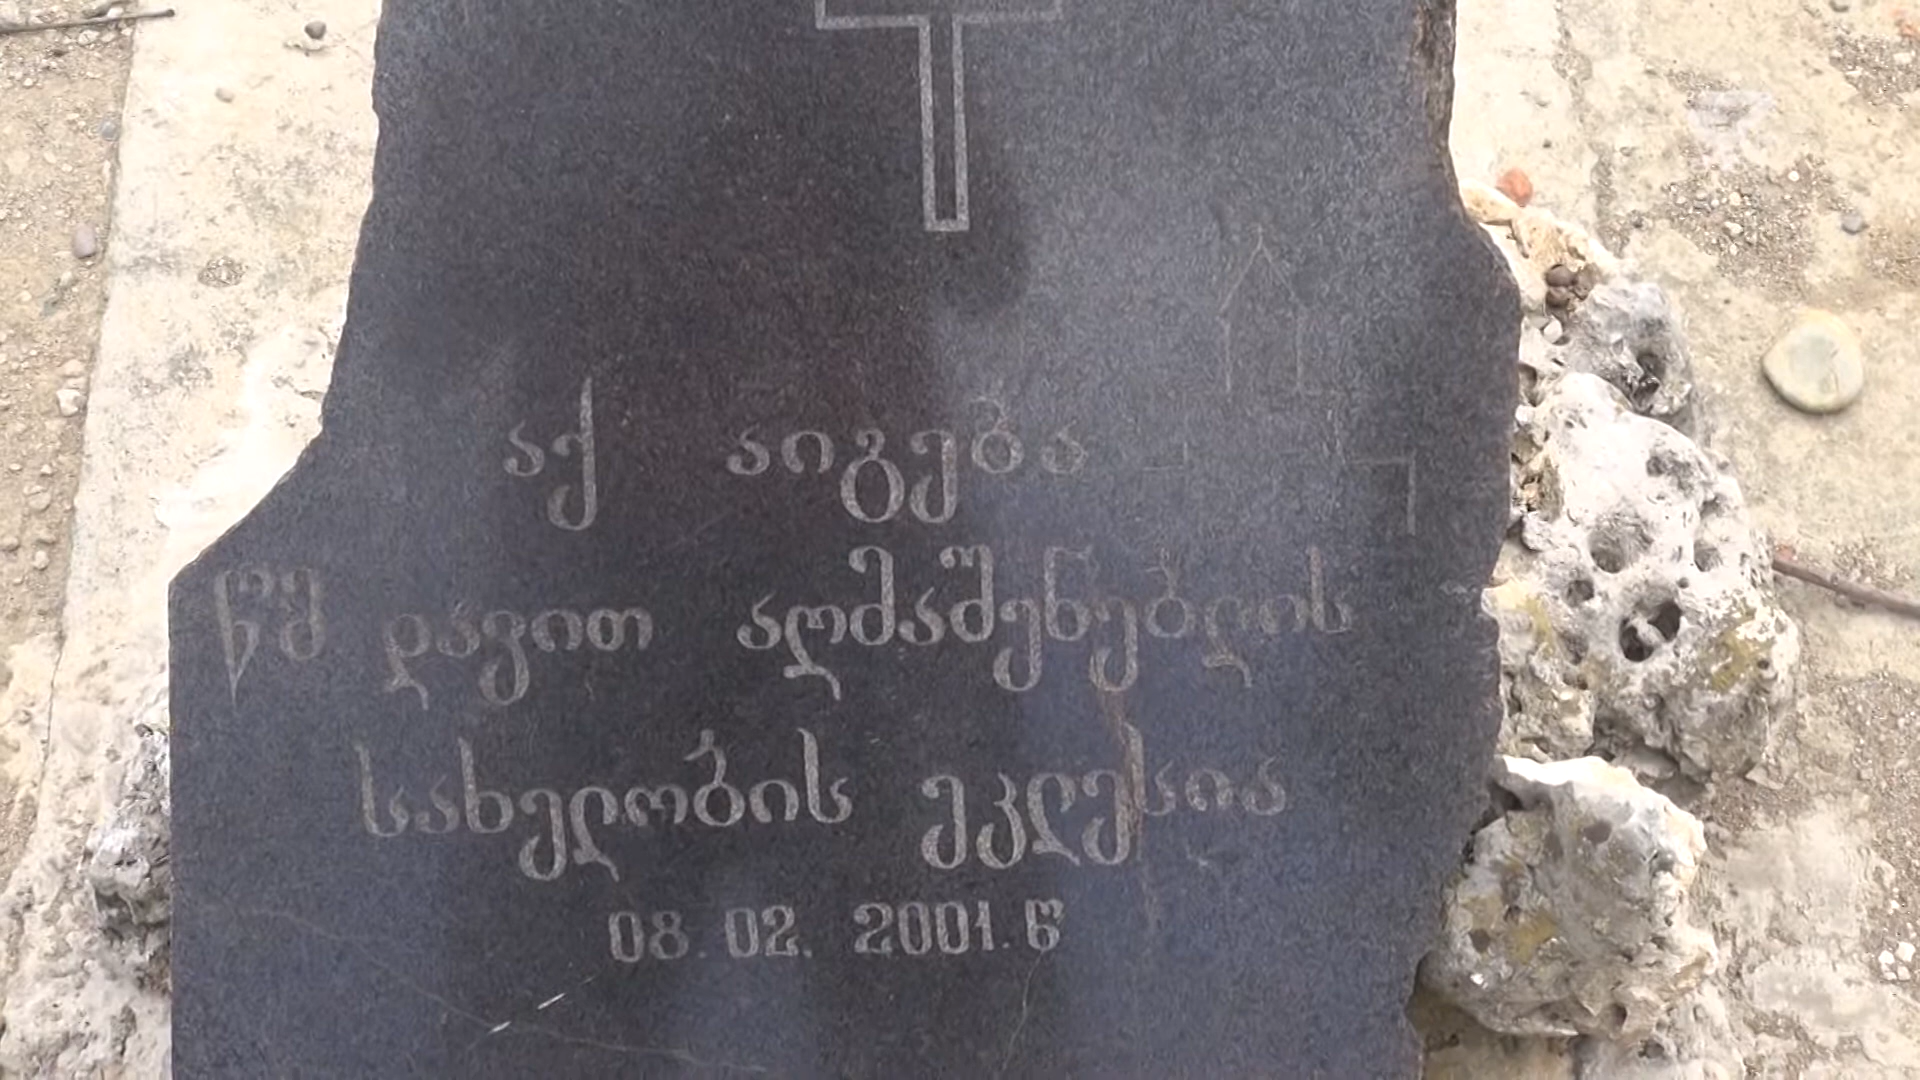 აქ აიგება
წმ დავით აღმაშენებლის
სახელობის ეკლესია
08.02.2001.წ